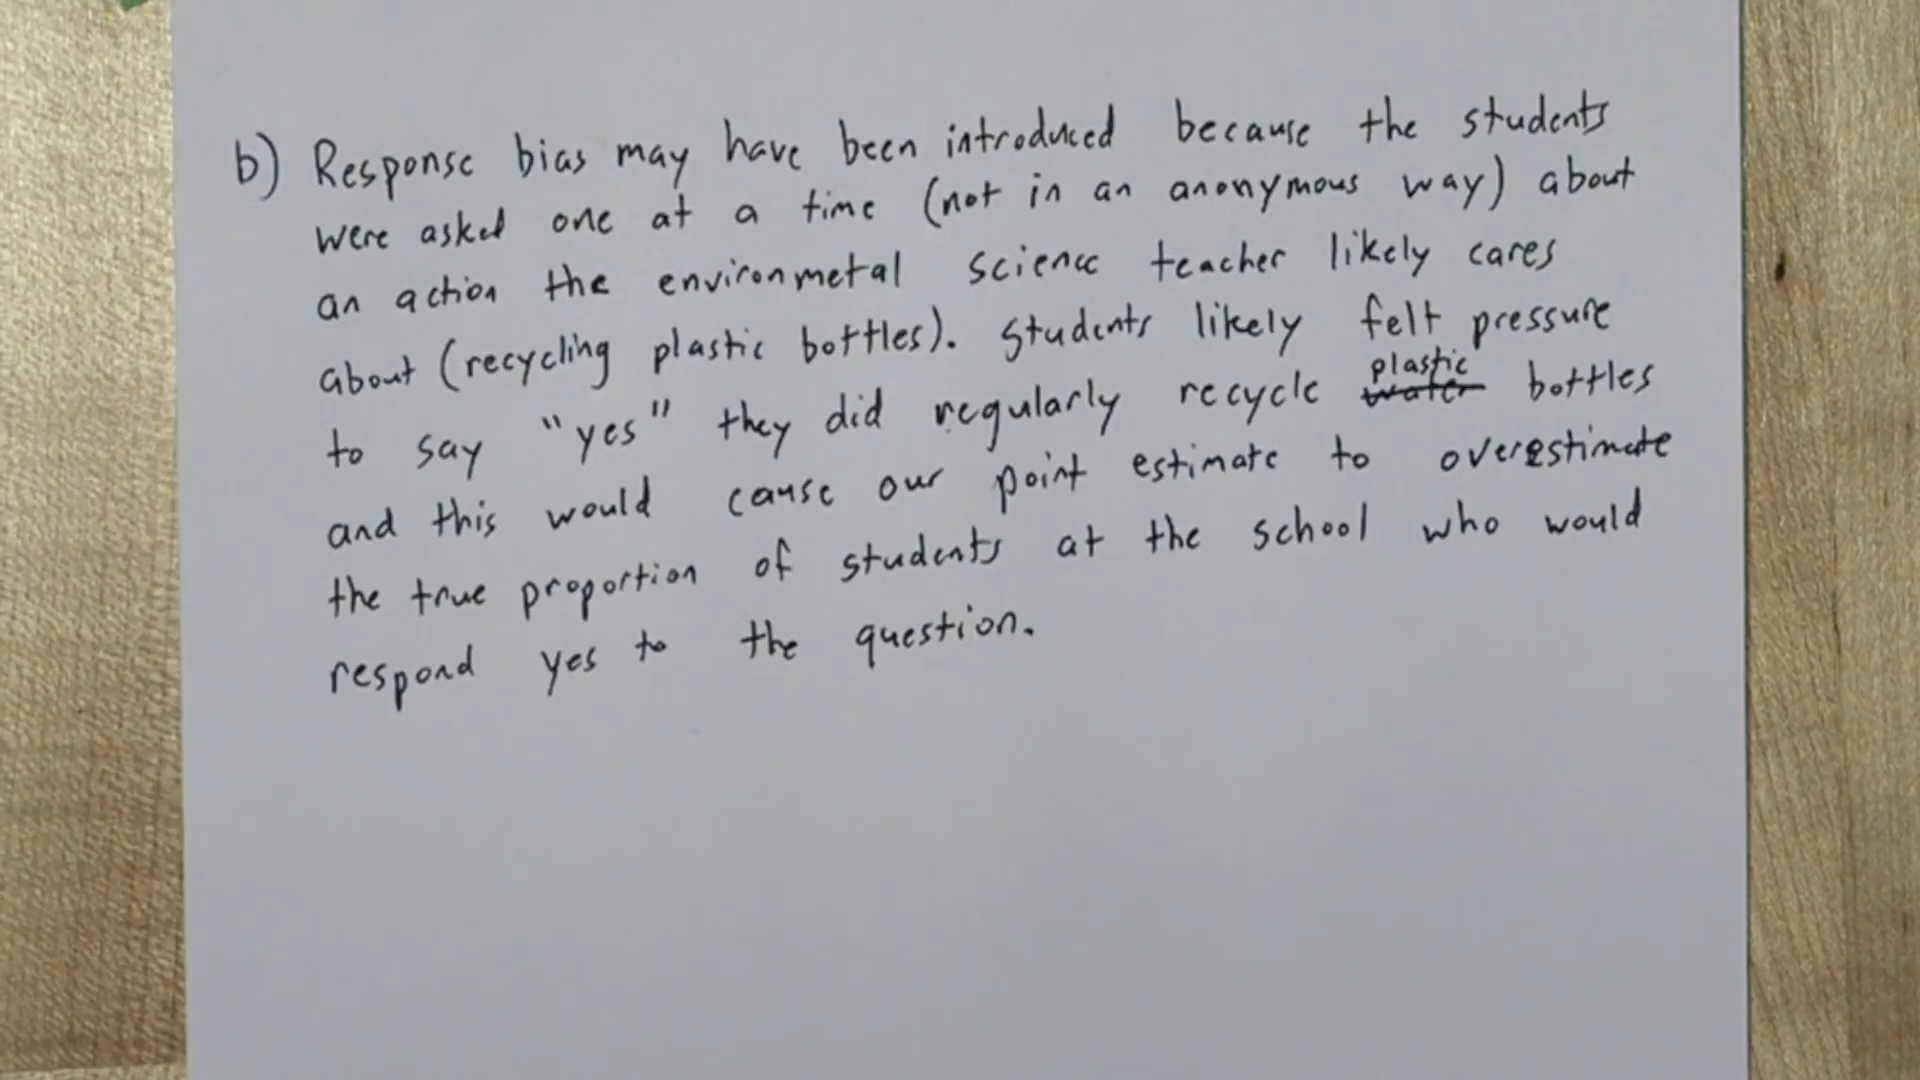 b) Response bias may have been introduced because the students
were asked one at a time (not in an anonymous way) about
an action the environmetal science teacher likely cares
about (recycling plastic bottles). Students likely felt pressure
to say "yes" they did regularly recycle ~~water~~ plastic bottles
and this would cause our point estimate to overestimate
the true proportion of students at the school who would
respond yes to the question.